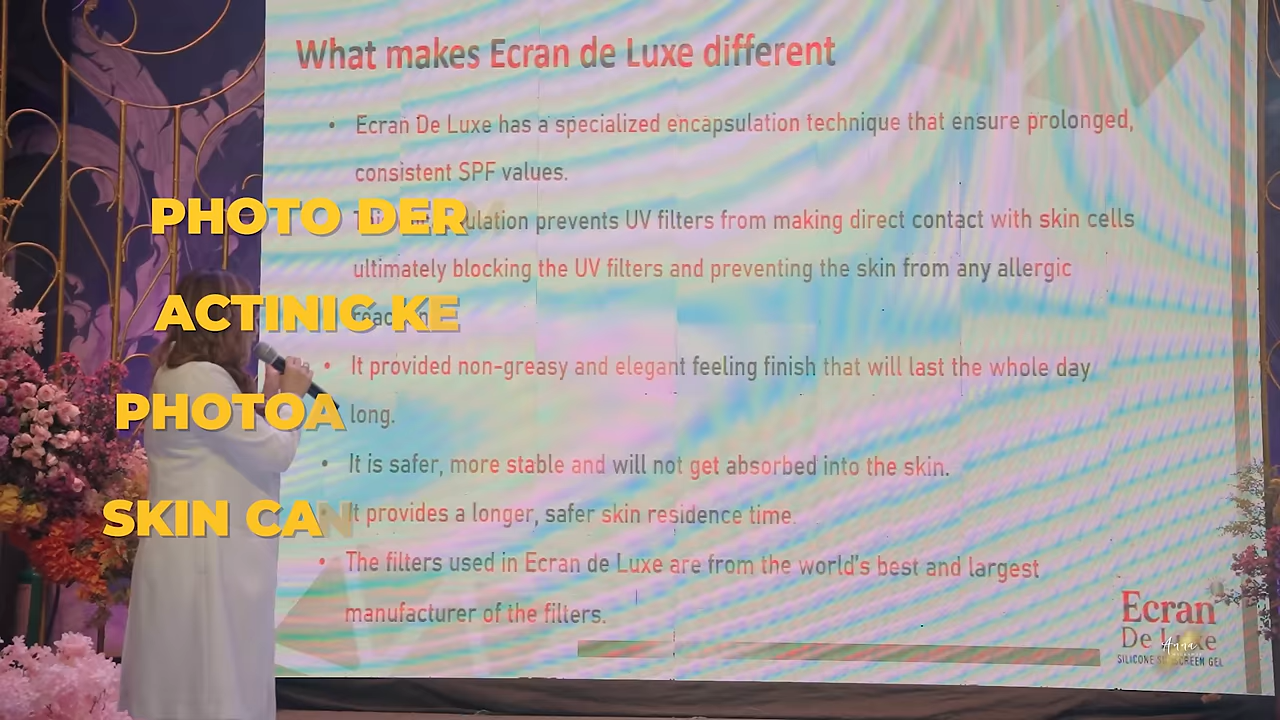 What makes Ecran de Luxe different
• Ecran De Luxe has a specialized encapsulation technique that ensure prolonged,
consistent SPF values.
PHOTO DER
prevents UV filters from making direct contact with skin cells
ultimately blocking the UV filters and preventing the skin from any allergic
ACTINIC KE
• It provided non-greasy and elegant feeling finish that will last the whole day
PHOTOA
long.
• It is safer, more stable and will not get absorbed into the skin.
SKIN CAN
It provides a longer, safer skin residence time.
• The filters used in Ecran de Luxe are from the world's best and largest
manufacturer of the filters.
Ecran
De Luxe
SILICONE SUNSCREEN GEL
Anna